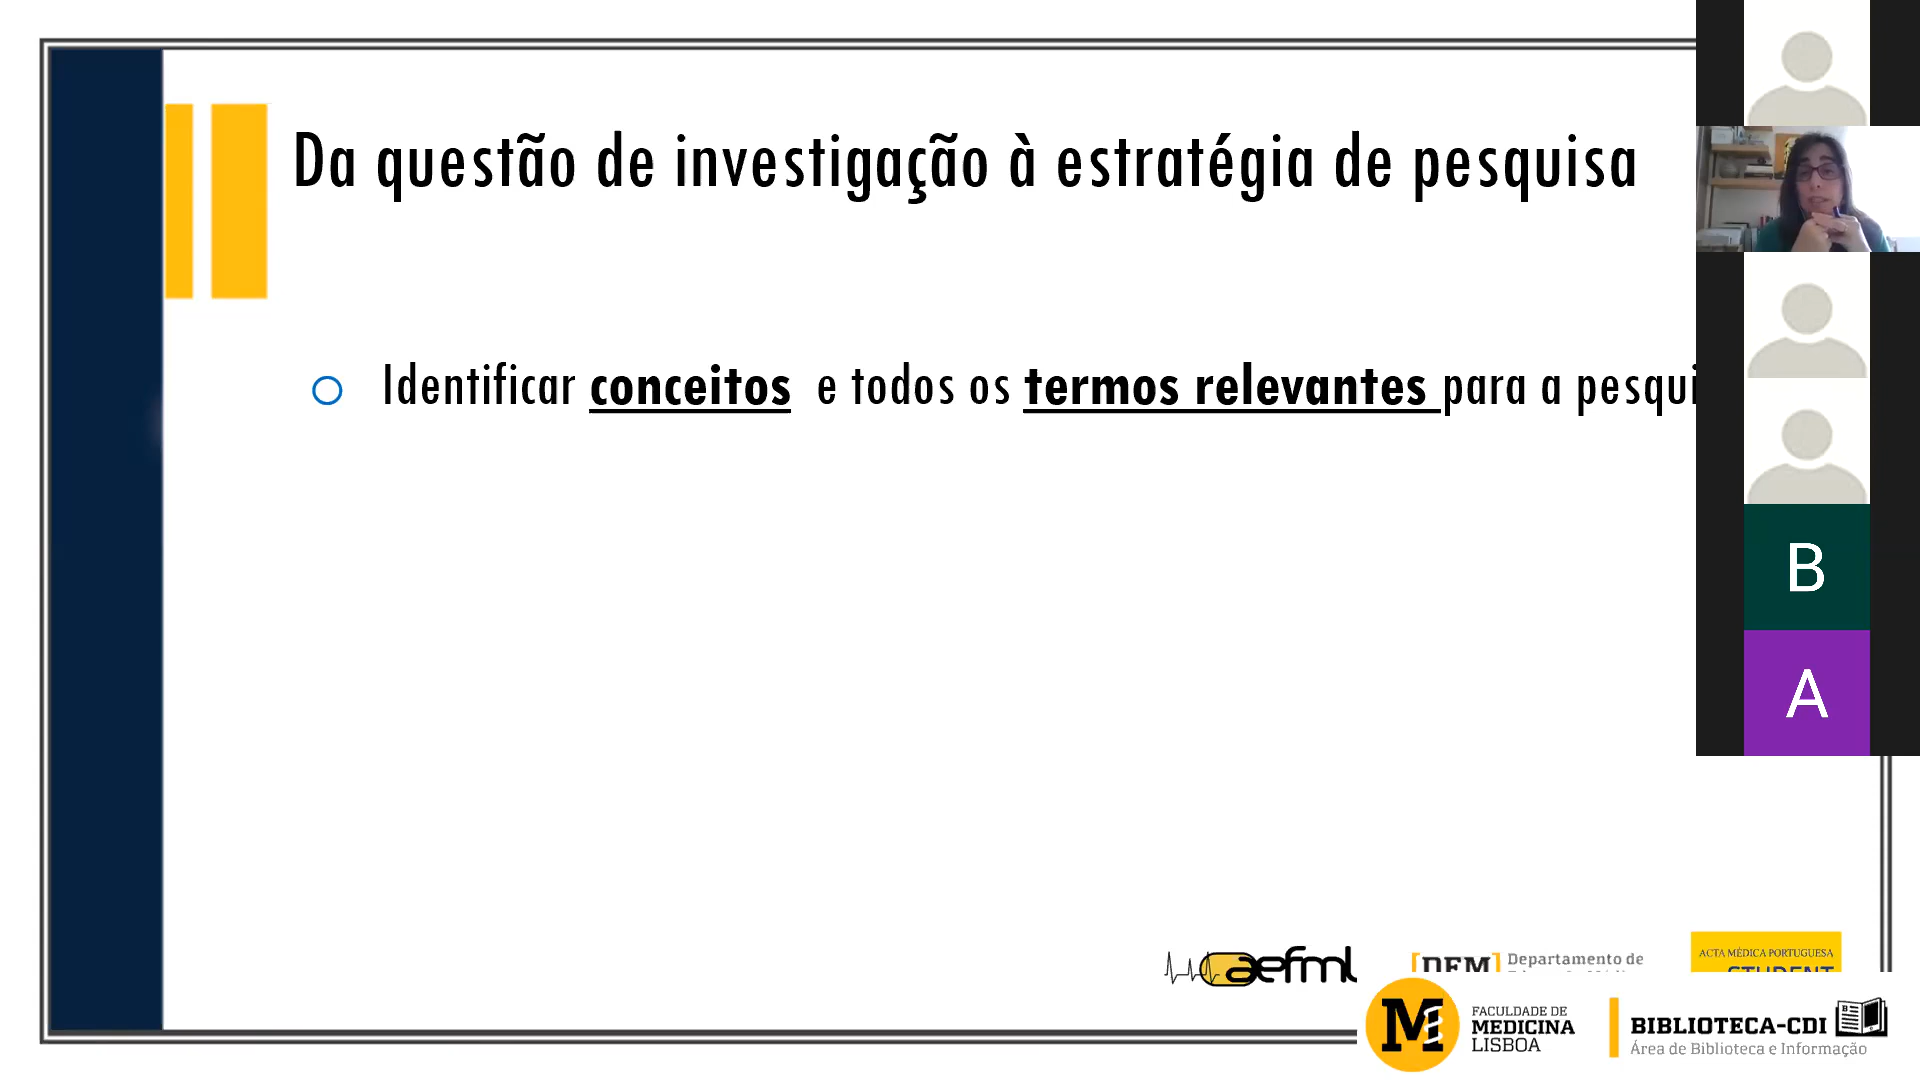 Da questão de investigação à estratégia de pesquisa
Identificar conceitos e todos os termos relevantes para a
B
A
aefml
[DEM] Departamento de
ACTA MÉDICA PORTUGUESA
STUDENT
M
FACULDADE DE
MEDICINA
LISBOA
BIBLIOTECA-CDI
Área de Biblioteca e Informação